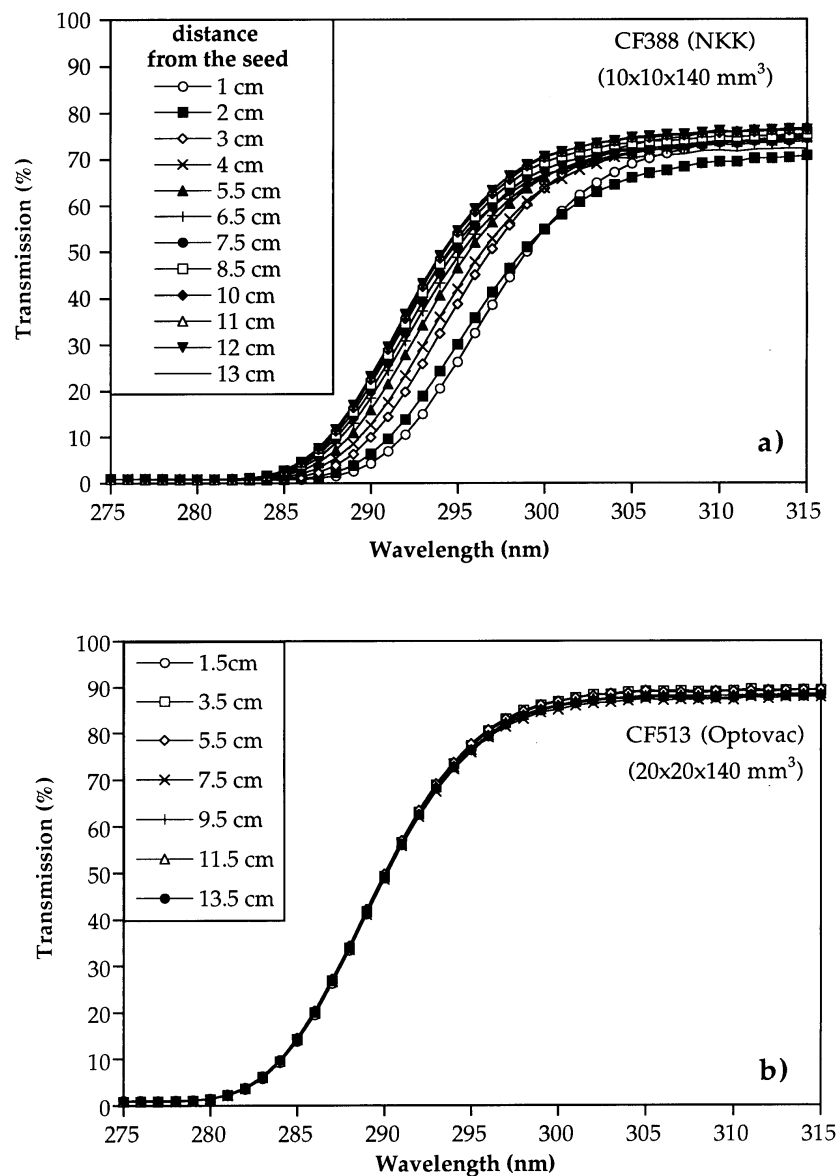 distance
from the seed
1 cm
2 cm
3 cm
4 cm
5.5 cm
6.5 cm
7.5 cm
8.5 cm
10 cm
11 cm
12 cm
13 cm
CF388 (NKK)
(10x10x140 mm³)
a)
Transmission (%)
100
90
80
70
60
50
40
30
20
10
0
275 280 285 290 295 300 305 310 315
Wavelength (nm)
1.5cm
3.5 cm
5.5 cm
7.5 cm
9.5 cm
11.5 cm
13.5 cm
CF513 (Optovac)
(20x20x140 mm³)
b)
Transmission (%)
100
90
80
70
60
50
40
30
20
10
0
275 280 285 290 295 300 305 310 315
Wavelength (nm)